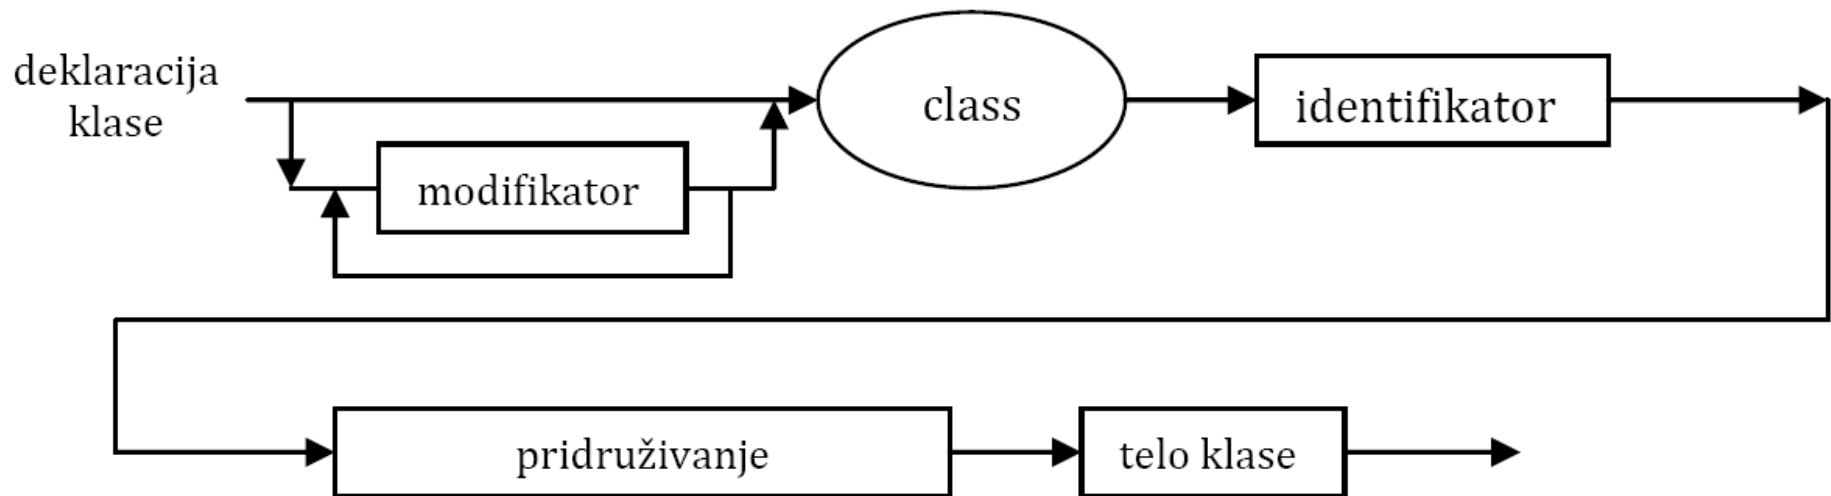 deklaracija
klase
class
identifikator
modifikator
pridruživanje
telo klase